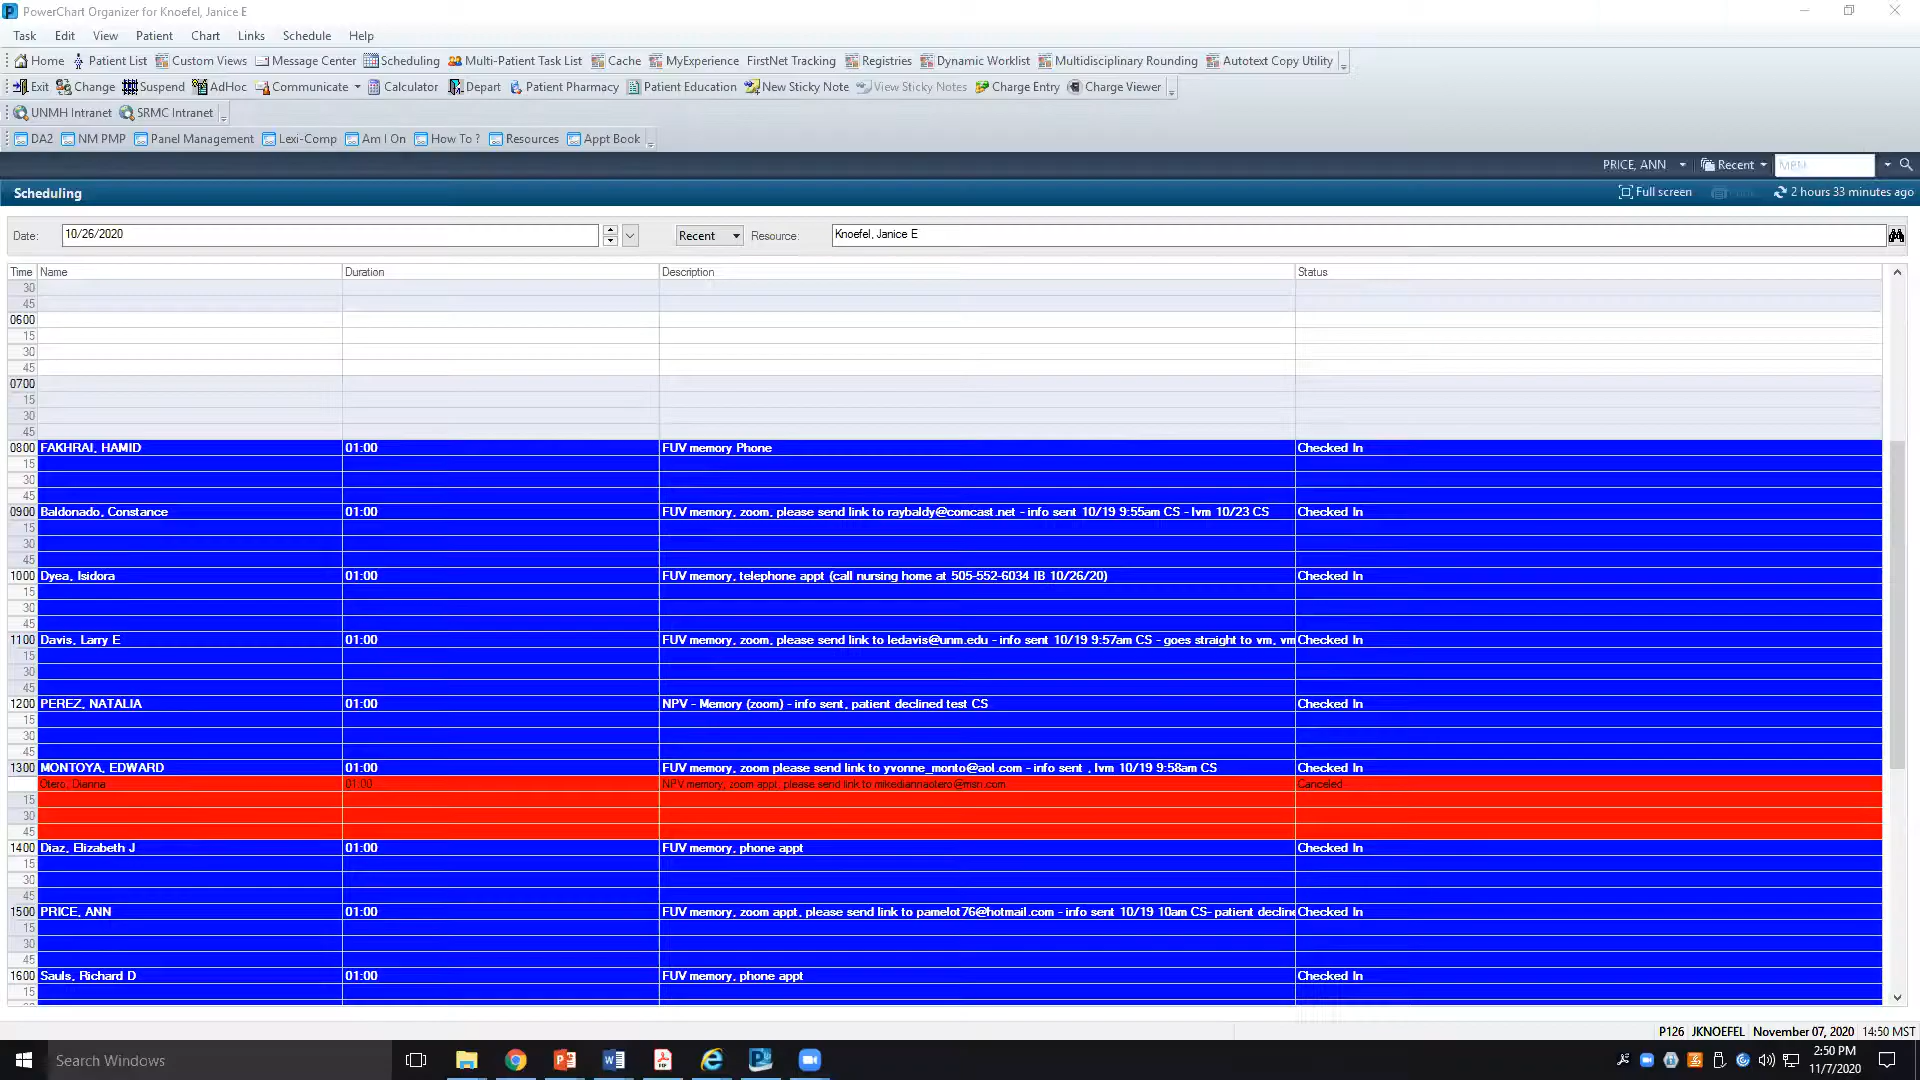 PowerChart Organizer for Knoefel, Janice E
Task Edit View Patient Chart Links Schedule Help
Home Patient List Custom Views Message Center Scheduling Multi-Patient Task List Cache MyExperience FirstNet Tracking Registries Dynamic Worklist Multidisciplinary Rounding Autotext Copy Utility
Exit Change Suspend AdHoc Communicate Calculator Depart Patient Pharmacy Patient Education New Sticky Note View Sticky Notes Charge Entry Charge Viewer
UNMH Intranet SRMC Intranet
DA2 NM PMP Panel Management Lexi-Comp Am I On How To ? Resources Appt Book
PRICE, ANN Recent MRN
Scheduling Full screen 2 hours 33 minutes ago
Date: 10/26/2020 Recent Resource: Knoefel, Janice E
Time Name Duration Description Status
30
45
0600
15
30
45
0700
15
30
45
0800 FAKHRAI, HAMID 01:00 FUV memory Phone Checked In
15
30
45
0900 Baldonado, Constance 01:00 FUV memory, zoom, please send link to raybaldy@comcast.net - info sent 10/19 9:55am CS - lvm 10/23 CS Checked In
15
30
45
1000 Dyea, Isidora 01:00 FUV memory, telephone appt (call nursing home at 505-552-6034 IB 10/26/20) Checked In
15
30
45
1100 Davis, Larry E 01:00 FUV memory, zoom, please send link to ledavis@unm.edu - info sent 10/19 9:57am CS - goes straight to vm, vm Checked In
15
30
45
1200 PEREZ, NATALIA 01:00 NPV - Memory (zoom) - info sent, patient declined test CS Checked In
15
30
45
1300 MONTOYA, EDWARD 01:00 FUV memory, zoom please send link to yvonne_monto@aol.com - info sent , lvm 10/19 9:58am CS Checked In
Otero, Dianna 01:00 NPV memory, zoom appt, please send link to mikediannaotero@msn.com Canceled
15
30
45
1400 Diaz, Elizabeth J 01:00 FUV memory, phone appt Checked In
15
30
45
1500 PRICE, ANN 01:00 FUV memory, zoom appt, please send link to pamelot76@hotmail.com - info sent 10/19 10am CS- patient decline Checked In
15
30
45
1600 Sauls, Richard D 01:00 FUV memory, phone appt Checked In
15
P126 JKNOEFEL November 07, 2020 14:50 MST
Search Windows
2:50 PM
11/7/2020